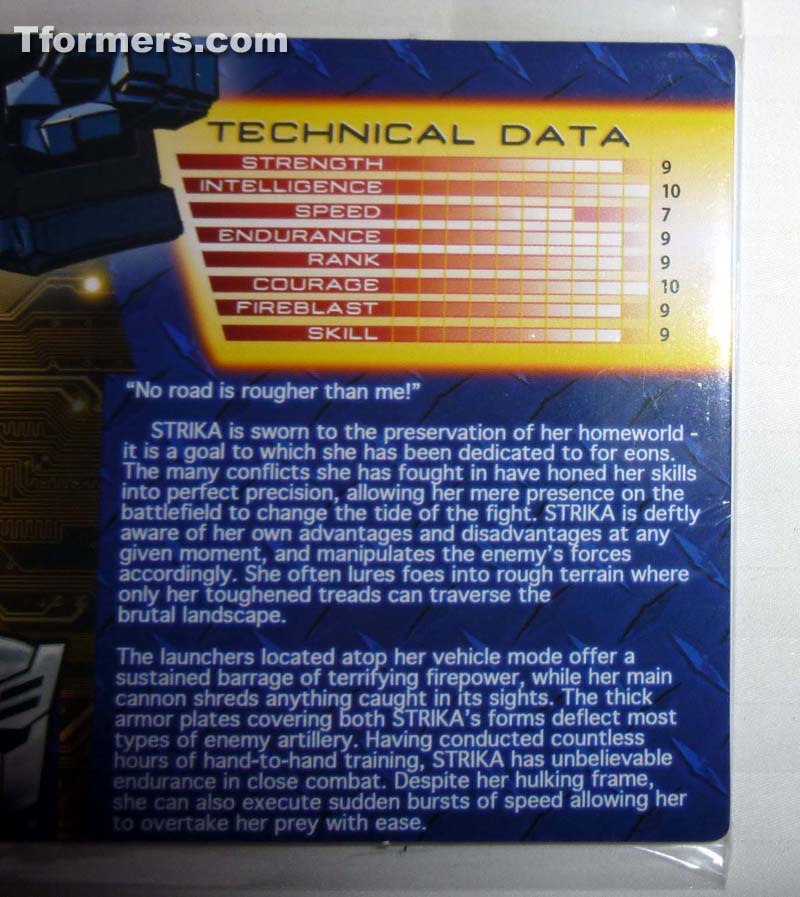 Tformers.com
TECHNICAL DATA
STRENGTH 9
INTELLIGENCE 10
SPEED 7
ENDURANCE 9
RANK 9
COURAGE 10
FIREBLAST 9
SKILL 9
“No road is rougher than me!”
STRIKA is sworn to the preservation of her homeworld -
it is a goal to which she has been dedicated to for eons.
The many conflicts she has fought in have honed her skills
into perfect precision, allowing her mere presence on the
battlefield to change the tide of the fight. STRIKA is deftly
aware of her own advantages and disadvantages at any
given moment, and manipulates the enemy’s forces
accordingly. She often lures foes into rough terrain where
only her toughened treads can traverse the
brutal landscape.
The launchers located atop her vehicle mode offer a
sustained barrage of terrifying firepower, while her main
cannon shreds anything caught in its sights. The thick
armor plates covering both STRIKA’s forms deflect most
types of enemy artillery. Having conducted countless
hours of hand-to-hand training, STRIKA has unbelievable
endurance in close combat. Despite her hulking frame,
she can also execute sudden bursts of speed allowing her
to overtake her prey with ease.